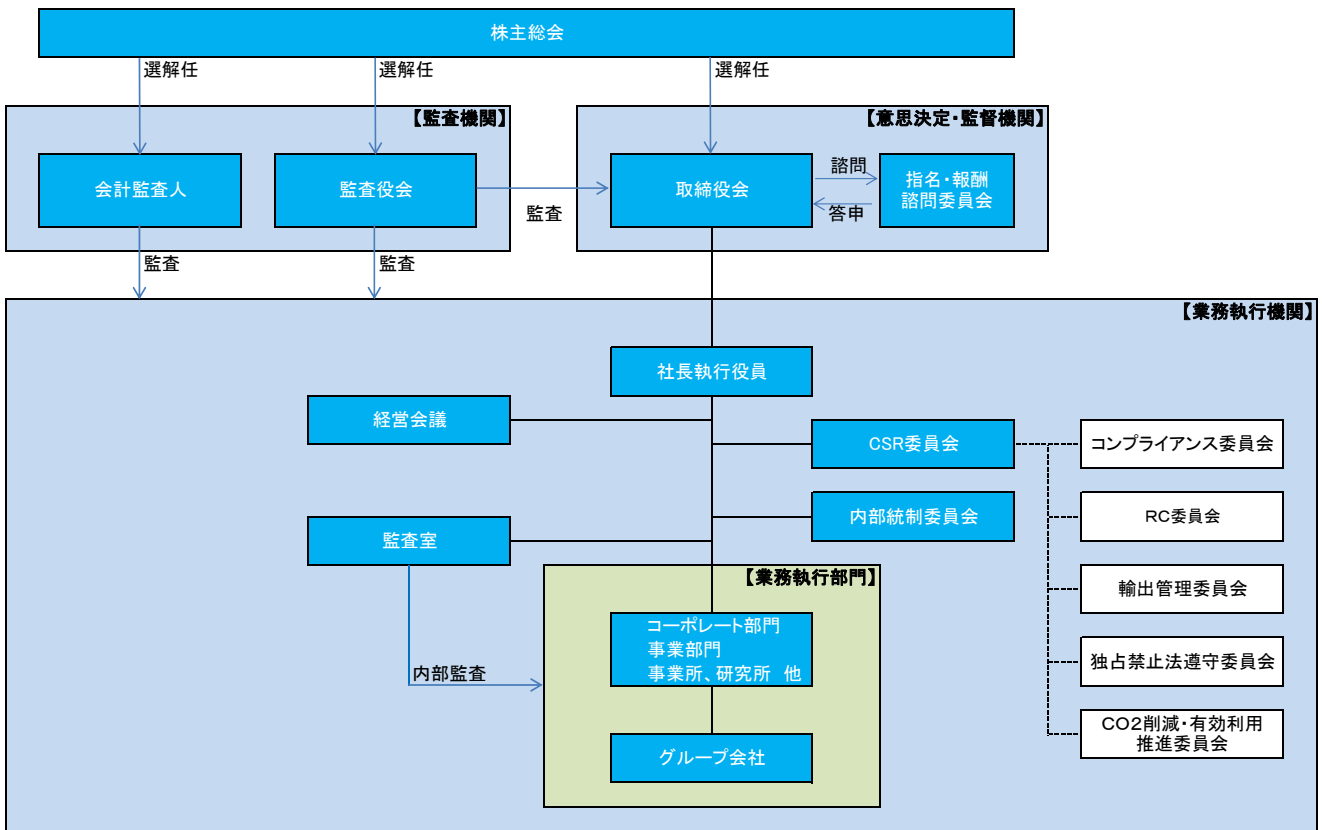 株主総会
選解任
選解任
選解任
【監査機関】
【意思決定・監督機関】
会計監査人
監査役会
取締役会
諮問
答申
指名・報酬
諮問委員会
監査
監査
監査
【業務執行機関】
社長執行役員
経営会議
CSR委員会
コンプライアンス委員会
内部統制委員会
RC委員会
監査室
【業務執行部門】
輸出管理委員会
コーポレート部門
事業部門
事業所、研究所 他
内部監査
独占禁止法遵守委員会
グループ会社
CO2削減・有効利用
推進委員会